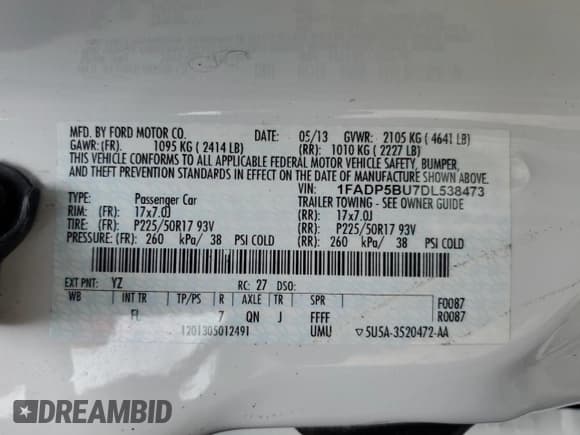 MFD. BY FORD MOTOR CO. DATE: 05/13 GVWR: 2105 KG ( 4641 LB)
GAWR: (FR): 1095 KG ( 2414 LB) (RR): 1010 KG ( 2227 LB)
THIS VEHICLE CONFORMS TO ALL APPLICABLE FEDERAL MOTOR VEHICLE SAFETY, BUMPER,
AND THEFT PREVENTION STANDARDS IN EFFECT ON THE DATE OF MANUFACTURE SHOWN ABOVE.
VIN: 1FADP5BU7DL538473
TYPE: Passenger Car TRAILER TOWING - SEE OWNER GUIDE
RIM: (FR): 17x7.0J (RR): 17x7.0J
TIRE: (FR): P225/50R17 93V (RR): P225/50R17 93V
PRESSURE: (FR): 260 kPa/ 38 PSI COLD (RR): 260 kPa/ 38 PSI COLD
EXT PNT: YZ RC: 27 DSO:
WB INT TR TP/PS R AXLE TR SPR F0087
FL 7 QN J FFFF R0087
1201305012491 UMU ▽5U5A-3520472-AA
DREAMBID